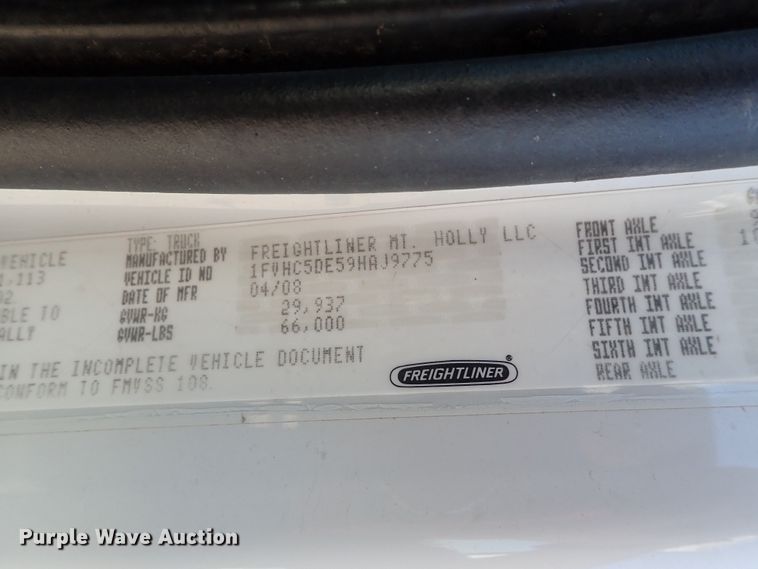 VEHICLE TYPE: TRUCK
,113 MANUFACTURED BY FREIGHTLINER MT. HOLLY LLC FRONT AXLE
VEHICLE ID NO 1FVHC5DE59HAJ9775 FIRST INT AXLE
DATE OF MFR 04/08 SECOND INT AXLE
ABLE TO GVWR-KG 29,937 THIRD INT AXLE
ALLY GVWR-LBS 66,000 FOURTH INT AXLE
FIFTH INT AXLE
IN THE INCOMPLETE VEHICLE DOCUMENT SIXTH INT AXLE
CONFORM TO FMVSS 108. FREIGHTLINER® REAR AXLE
Purple Wave Auction